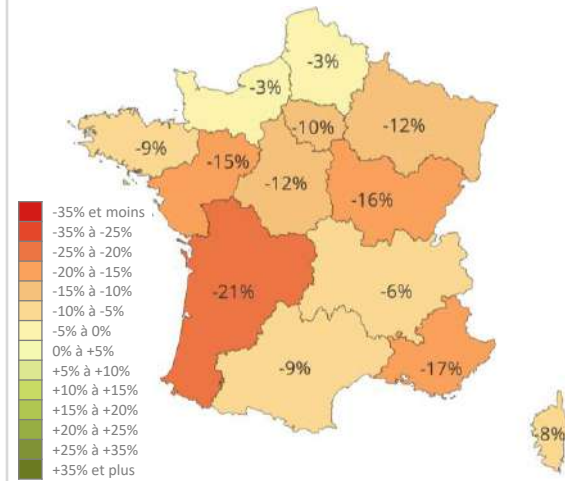 -3%
-3%
-10%
-12%
-9%
-15%
-12%
-16%
-21%
-6%
-9%
-17%
-8%
-35% et moins
-35% à -25%
-25% à -20%
-20% à -15%
-15% à -10%
-10% à -5%
-5% à 0%
0% à +5%
+5% à +10%
+10% à +15%
+15% à +20%
+20% à +25%
+25% à +35%
+35% et plus